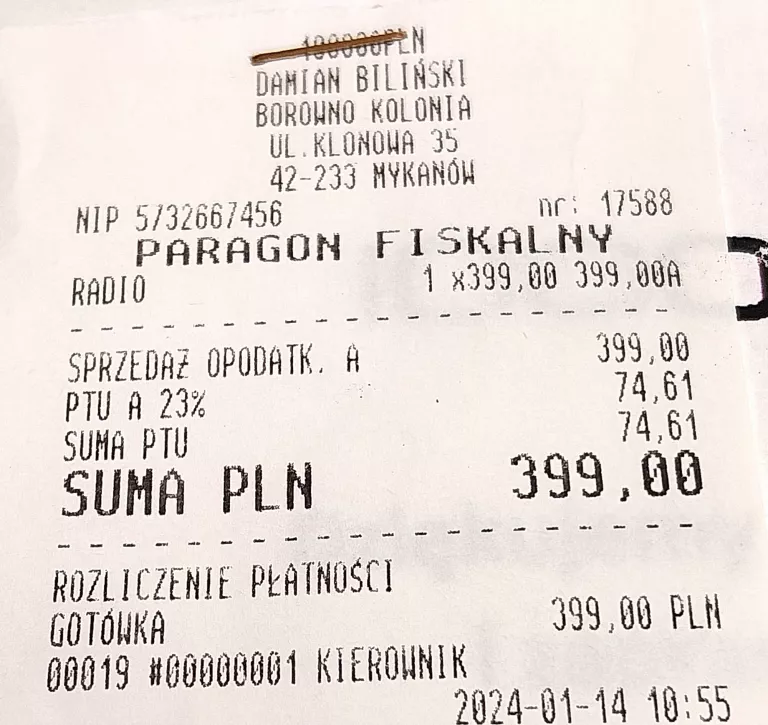 100000PLN
DAMIAN BILIŃSKI
BOROWNO KOLONIA
UL.KLONOWA 35
42-233 MYKANÓW
NIP 5732667456 nr: 17588
PARAGON FISKALNY
RADIO 1 x399,00 399,00A
SPRZEDAŻ OPODATK. A 399,00
PTU A 23% 74,61
SUMA PTU 74,61
SUMA PLN 399,00
ROZLICZENIE PŁATNOŚCI
GOTÓWKA 399,00 PLN
00019 #00000001 KIEROWNIK
2024-01-14 10:55